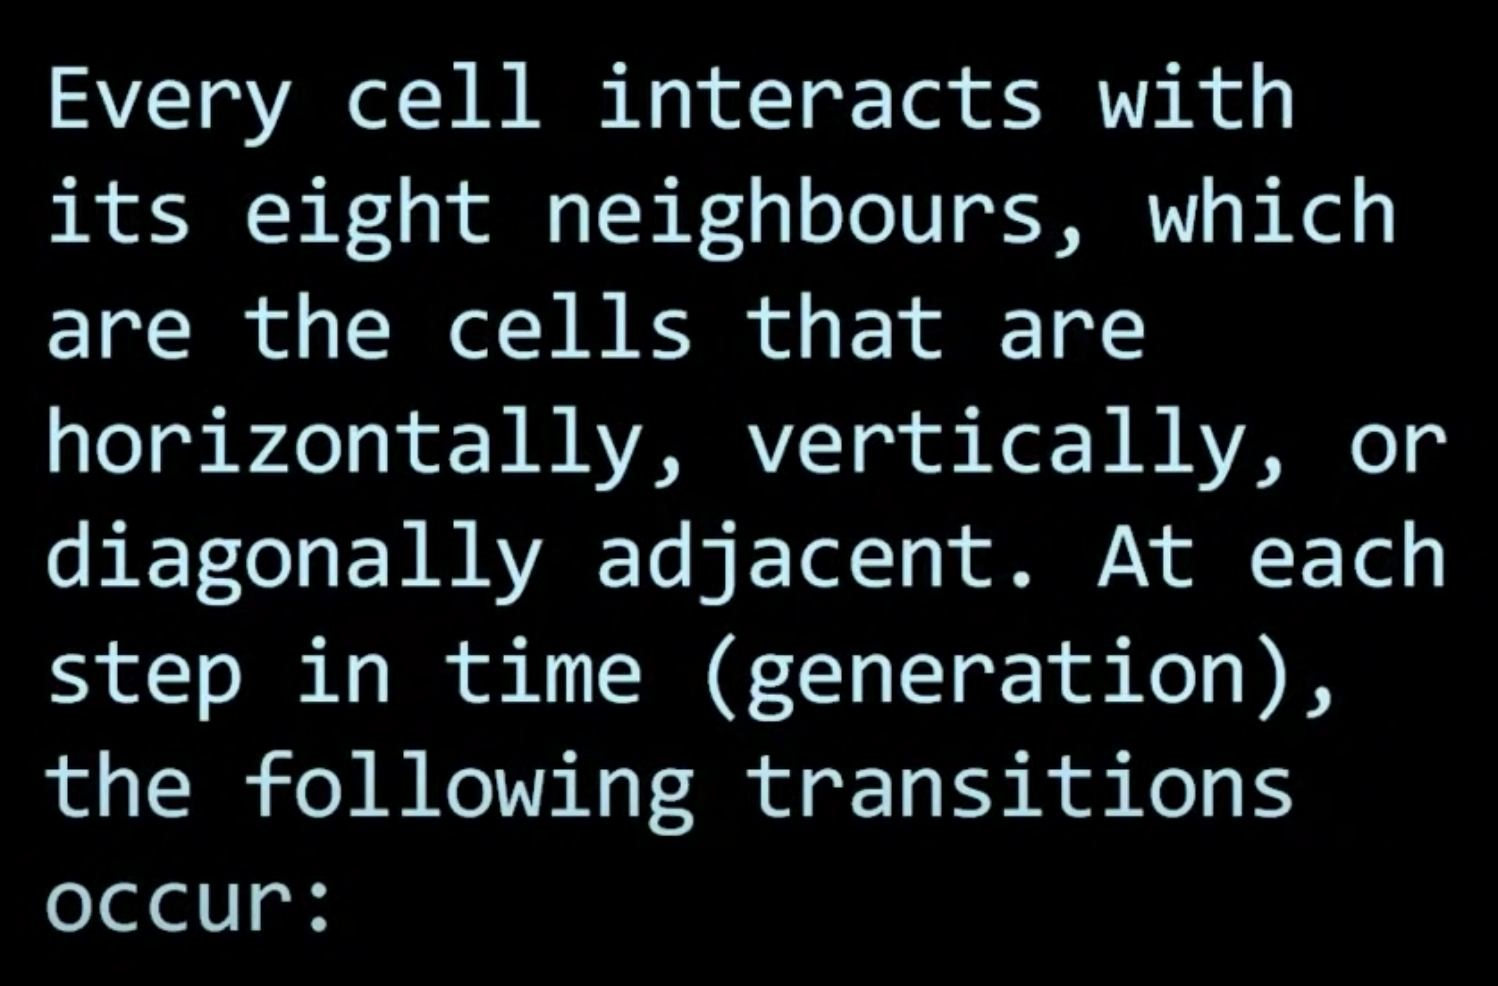 Every cell interacts with
its eight neighbours, which
are the cells that are
horizontally, vertically, or
diagonally adjacent. At each
step in time (generation),
the following transitions
occur: